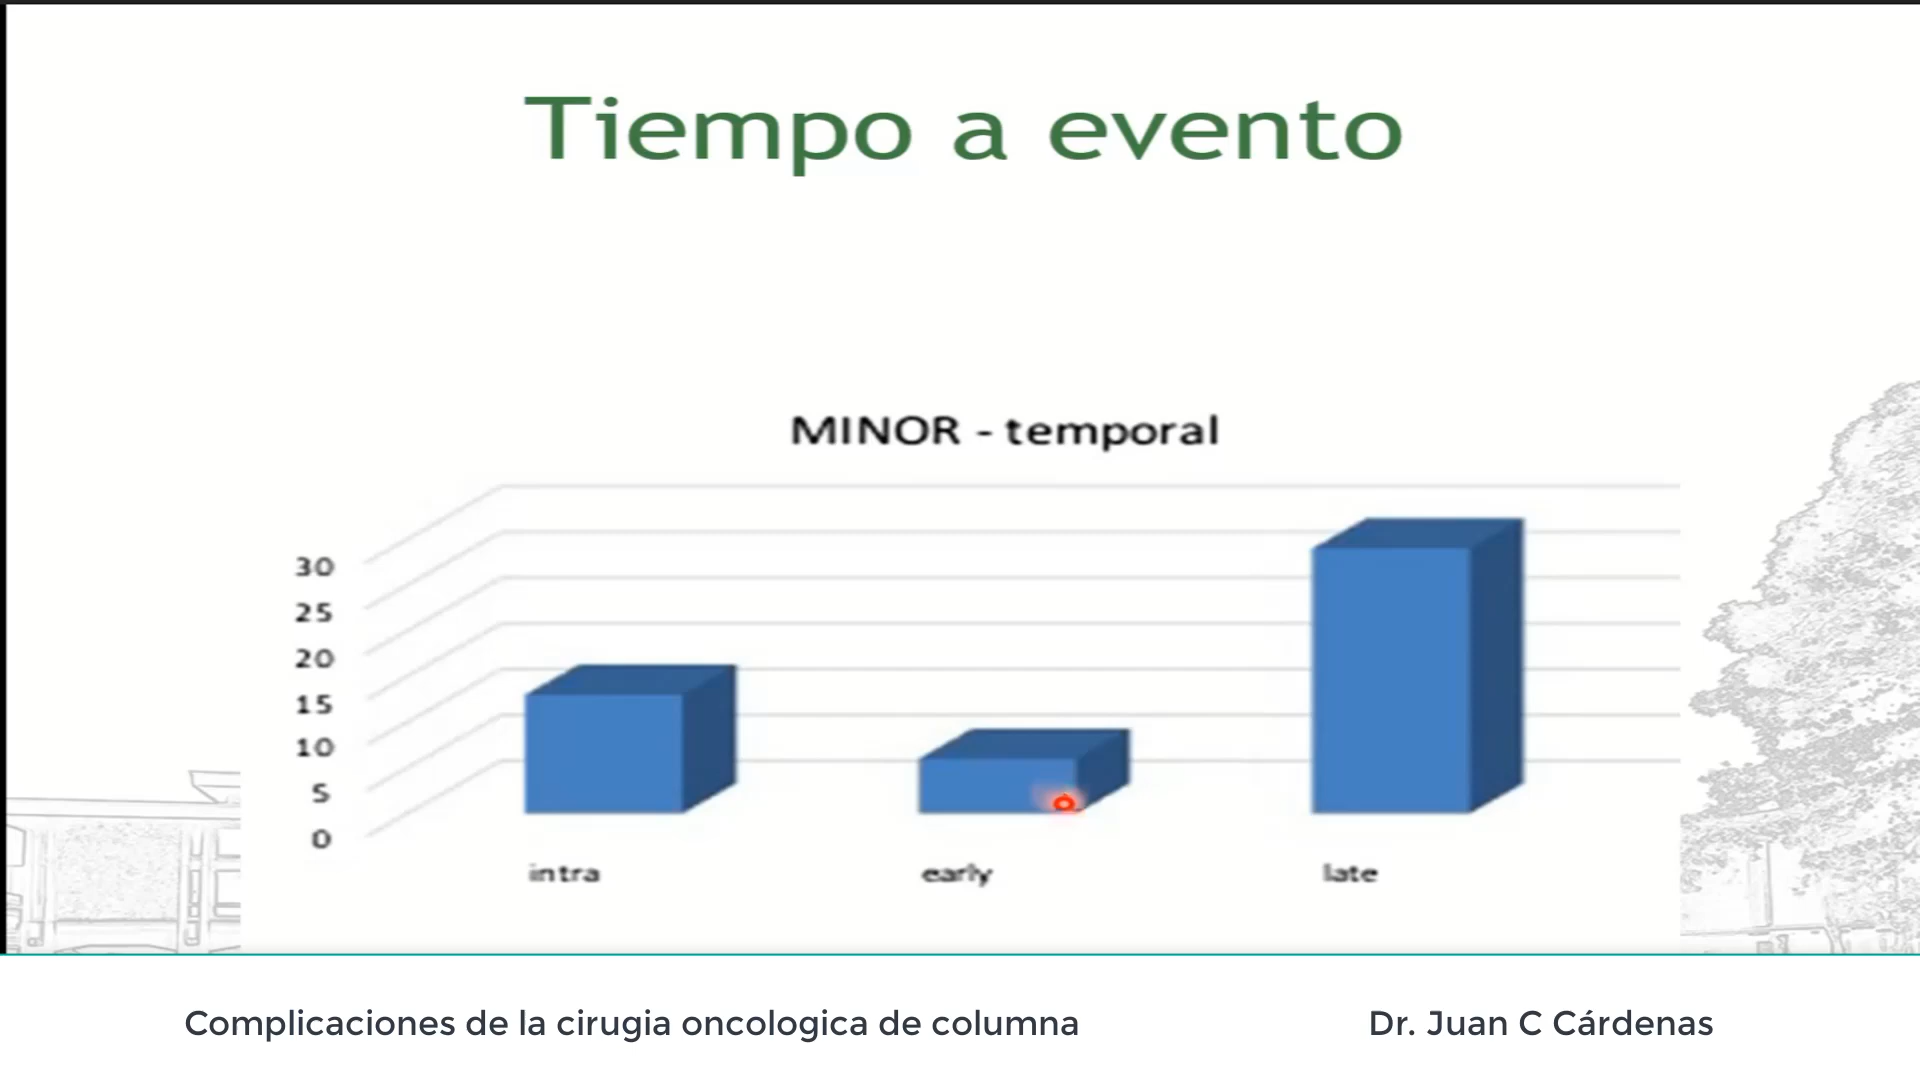 Tiempo a evento
MINOR - temporal
30
25
20
15
10
5
0
intra early late
Complicaciones de la cirugia oncologica de columna
Dr. Juan C Cárdenas